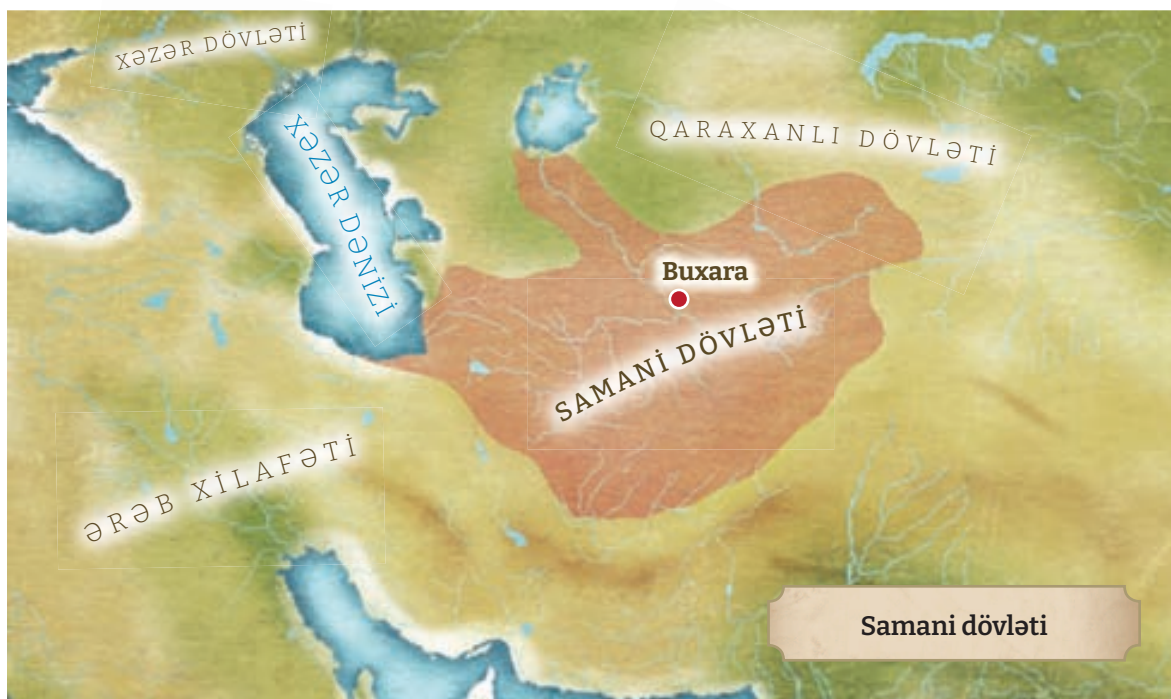 XƏZƏR DÖVLƏTİ
XƏZƏR DƏNİZİ
QARAXANLI DÖVLƏTİ
Buxara
SAMANİ DÖVLƏTİ
ƏRƏB XİLAFƏTİ
Samani dövləti